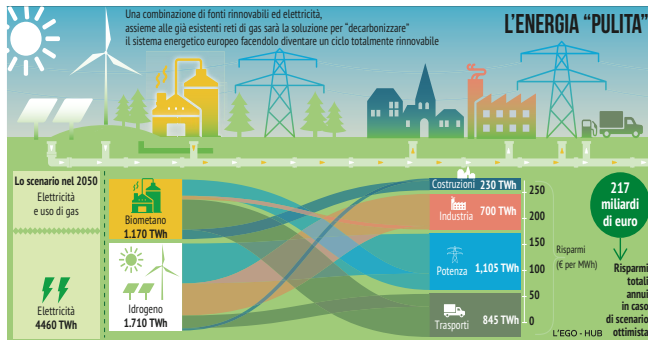 Una combinazione di fonti rinnovabili ed elettricità,
assieme alle già esistenti reti di gas sarà la soluzione per "decarbonizzare"
il sistema energetico europeo facendolo diventare un ciclo totalmente rinnovabile
L'ENERGIA "PULITA"
Lo scenario nel 2050
Elettricità
e uso di gas
Elettricità
4460 TWh
Biometano
1.170 TWh
Idrogeno
1.710 TWh
Costruzioni 230 TWh
Industria 700 TWh
Potenza 1,105 TWh
Trasporti 845 TWh
250
200
150
100
50
0
Risparmi
(€ per MWh)
217
miliardi
di euro
Risparmi
totali
annui
in caso
di scenario
ottimista
L'EGO - HUB